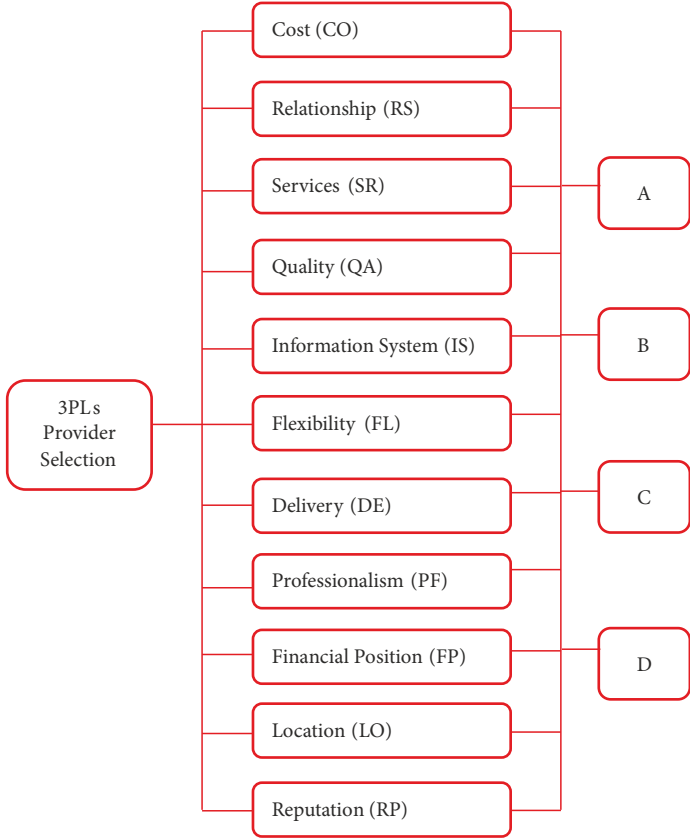 3PLs
Provider
Selection
Cost (CO)
Relationship (RS)
Services (SR)
Quality (QA)
Information System (IS)
Flexibility (FL)
Delivery (DE)
Professionalism (PF)
Financial Position (FP)
Location (LO)
Reputation (RP)
A
B
C
D